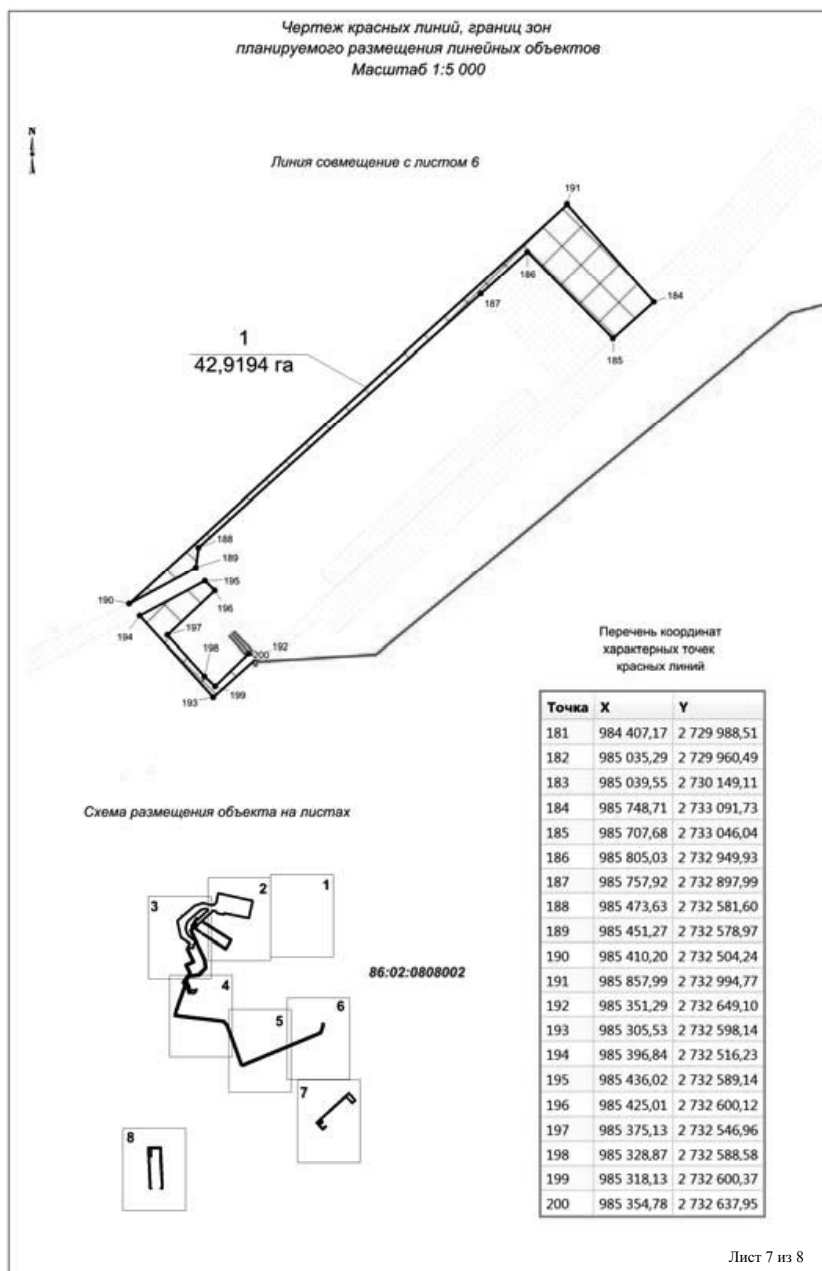 Чертеж красных линий, границ зон
планируемого размещения линейных объектов
Масштаб 1:5 000
N
Линия совмещение с листом 6
191
186
187
184
185
1
42,9194 га
188
189
190
195
194
196
197
198
192
200
199
193
Перечень координат
характерных точек
красных линий
Точка X Y
181 984 407,17 2 729 988,51
182 985 035,29 2 729 960,49
183 985 039,55 2 730 149,11
184 985 748,71 2 733 091,73
185 985 707,68 2 733 046,04
186 985 805,03 2 732 949,93
187 985 757,92 2 732 897,99
188 985 473,63 2 732 581,60
189 985 451,27 2 732 578,97
190 985 410,20 2 732 504,24
191 985 857,99 2 732 994,77
192 985 351,29 2 732 649,10
193 985 305,53 2 732 598,14
194 985 396,84 2 732 516,23
195 985 436,02 2 732 589,14
196 985 425,01 2 732 600,12
197 985 375,13 2 732 546,96
198 985 328,87 2 732 588,58
199 985 318,13 2 732 600,37
200 985 354,78 2 732 637,95
Схема размещения объекта на листах
1
2
3
86:02:0808002
4
5
6
7
8
Лист 7 из 8